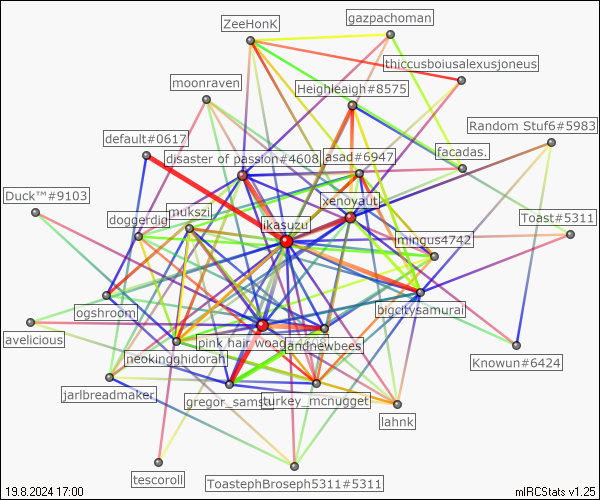 gazpachoman
ZeeHonK
thiccusboiusalexusjoneus
moonraven
Heighleaigh#8575
Random Stuf6#5983
default#0617
facadas.
disaster of passion#4608
asad#6947
Duck™#9103
xenoyaut
mukszii
doggerdigi
Toast#5311
ikasuzu
mingus4742
ogshroom
bigcitysamurai
avelicious
pink hair woag
andnewbees
neokingghidorah
Knowun#6424
jarlbreadmaker
gregor_samsa
turkey_mcnugget
lahnk
tescoroll
ToastephBroseph5311#5311
19.8.2024 17:00
mIRCStats v1.25